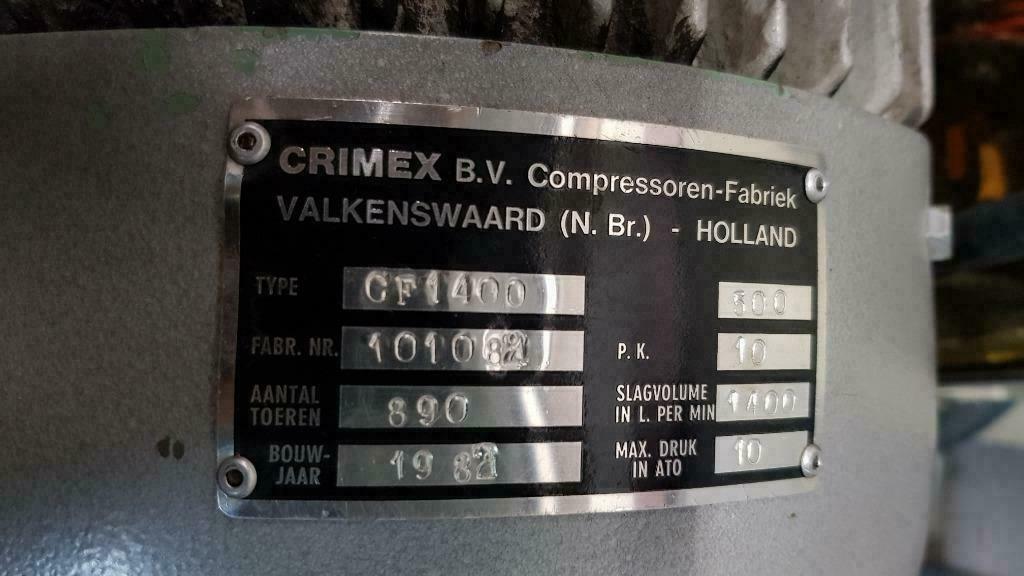 CRIMEX B.V. Compressoren-Fabriek
VALKENSWAARD (N. Br.) - HOLLAND
TYPE CF1400
500
FABR. NR.
P. K. 10
AANTAL TOEREN 890
SLAGVOLUME IN L. PER MIN 1400
BOUW-JAAR
MAX. DRUK IN ATO 10